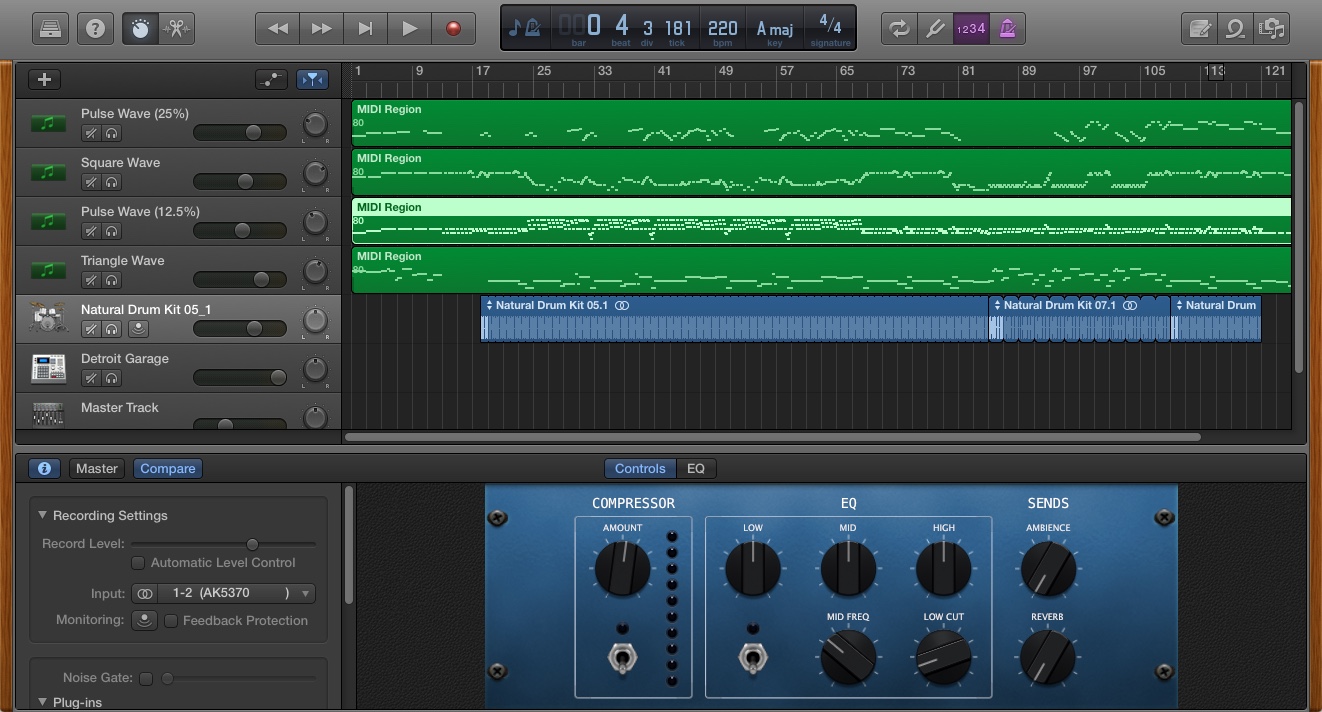 0 4 3 181 220 A maj 4/4
bar beat div tick bpm key signature
1234
1 9 17 25 33 41 49 57 65 73 81 89 97 105 113 121
Pulse Wave (25%)
L R
MIDI Region
80
Square Wave
L R
MIDI Region
80
Pulse Wave (12.5%)
L R
MIDI Region
80
Triangle Wave
L R
MIDI Region
80
Natural Drum Kit 05_1
L R
Natural Drum Kit 05.1
Natural Drum Kit 07.1
Natural Drum
Detroit Garage
L R
Master Track
Master Compare
Controls EQ
Recording Settings
Record Level:
Automatic Level Control
Input: 1-2 (AK5370 )
Monitoring: Feedback Protection
Noise Gate:
Plug-ins
COMPRESSOR EQ SENDS
AMOUNT LOW MID HIGH AMBIENCE
MID FREQ LOW CUT REVERB